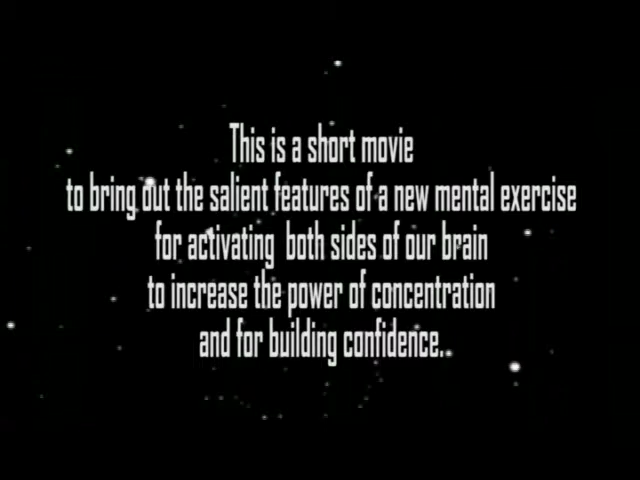 This is a short movie
to bring out the salient features of a new mental exercise
for activating both sides of our brain
to increase the power of concentration
and for building confidence.